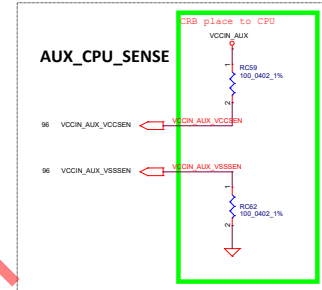 CRB place to CPU
VCCIN_AUX
AUX_CPU_SENSE
1
RC59
100_0402_1%
2
96 VCCIN_AUX_VCCSEN VCCIN_AUX_VCCSEN
96 VCCIN_AUX_VSSSEN VCCIN_AUX_VSSSEN
1
RC62
100_0402_1%
2